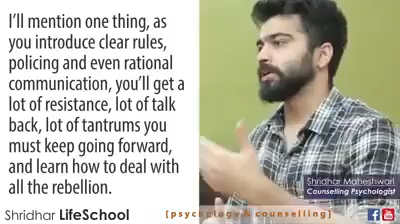 I'll mention one thing, as
you introduce clear rules,
policing and even rational
communication, you'll get a
lot of resistance, lot of talk
back, lot of tantrums you
must keep going forward,
and learn how to deal with
all the rebellion.
Shridhar Maheshwari
Counselling Psychologist
Shridhar LifeSchool
[psychology & counselling]